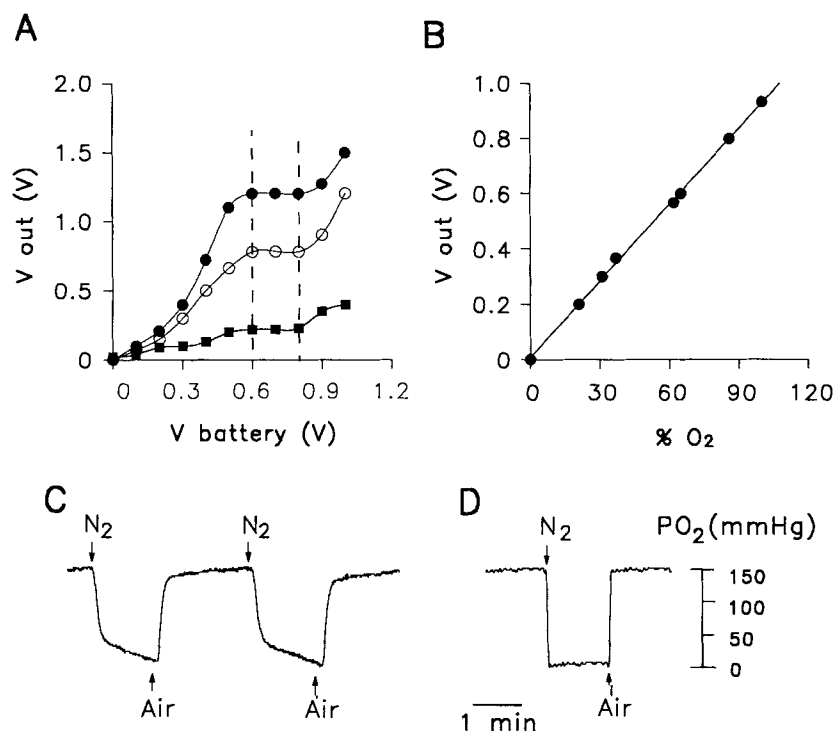 A
B
2.0
1.5
1.0
0.5
0
V out (V)
0 0.3 0.6 0.9 1.2
V battery (V)
1.0
0.8
0.6
0.4
0.2
0
V out (V)
0 30 60 90 120
% O₂
C
D
N₂
N₂
Air
Air
N₂
Air
PO₂(mmHg)
150
100
50
0
1 min